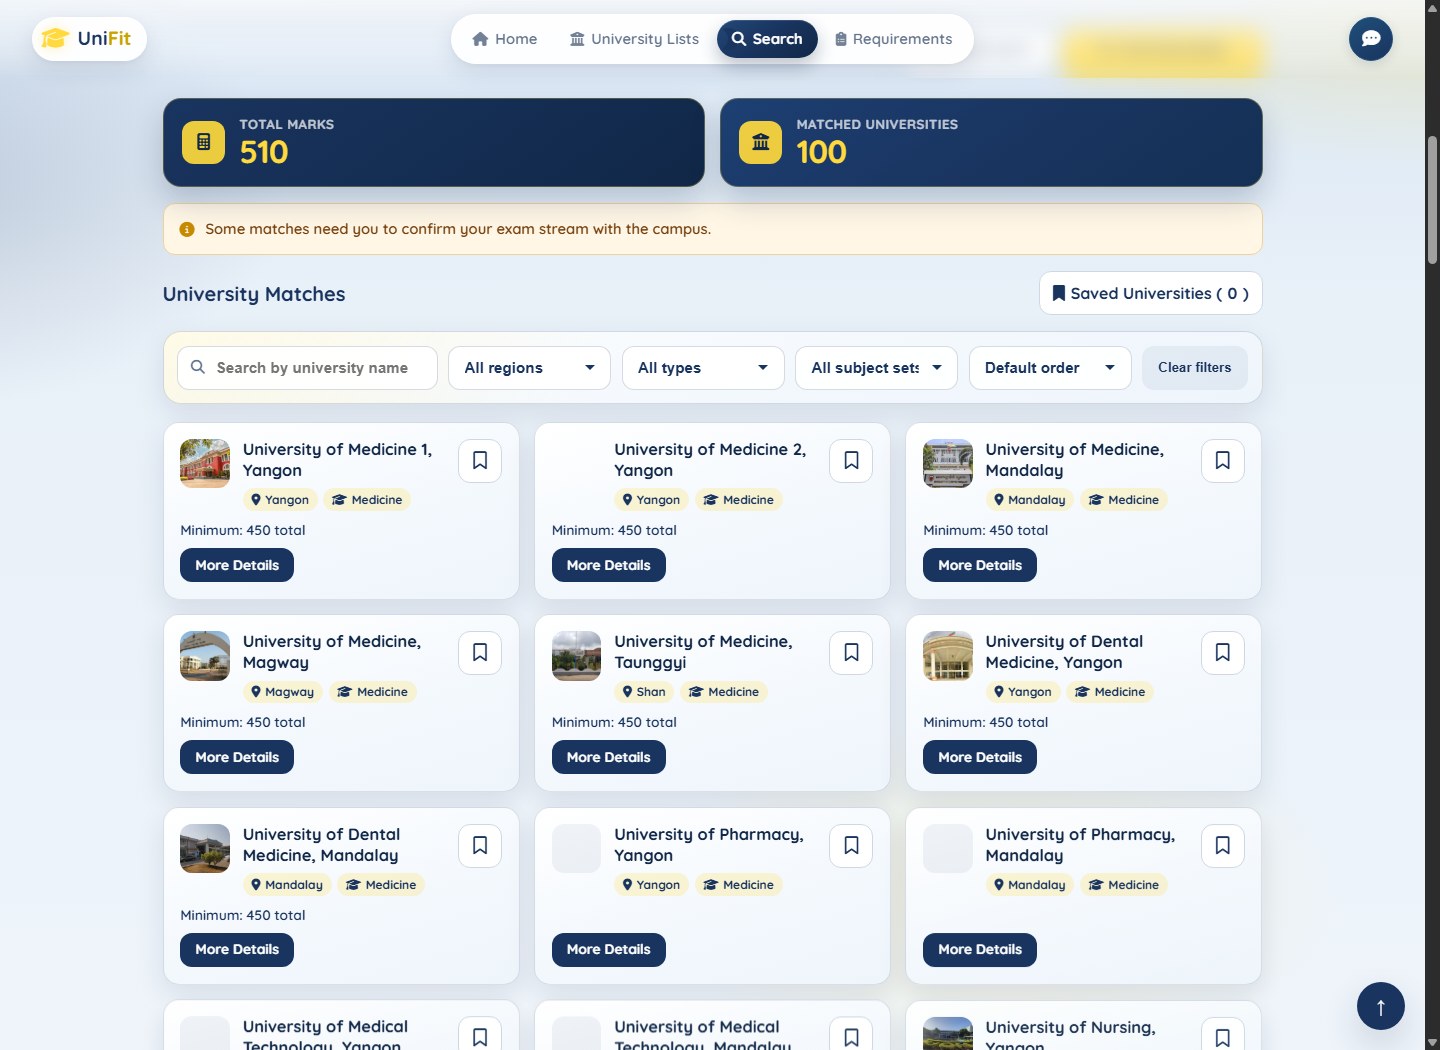 UniFit
Home
University Lists
Search
Requirements
TOTAL MARKS
510
MATCHED UNIVERSITIES
100
Some matches need you to confirm your exam stream with the campus.
University Matches
Saved Universities ( 0 )
Search by university name
All regions
All types
All subject sets
Default order
Clear filters
University of Medicine 1,
Yangon
Yangon
Medicine
Minimum: 450 total
More Details
University of Medicine 2,
Yangon
Yangon
Medicine
Minimum: 450 total
More Details
University of Medicine,
Mandalay
Mandalay
Medicine
Minimum: 450 total
More Details
University of Medicine,
Magway
Magway
Medicine
Minimum: 450 total
More Details
University of Medicine,
Taunggyi
Shan
Medicine
Minimum: 450 total
More Details
University of Dental
Medicine, Yangon
Yangon
Medicine
Minimum: 450 total
More Details
University of Dental
Medicine, Mandalay
Mandalay
Medicine
Minimum: 450 total
More Details
University of Pharmacy,
Yangon
Yangon
Medicine
More Details
University of Pharmacy,
Mandalay
Mandalay
Medicine
More Details
University of Medical
Technology, Yangon
University of Medical
Technology, Mandalay
University of Nursing,
Yangon